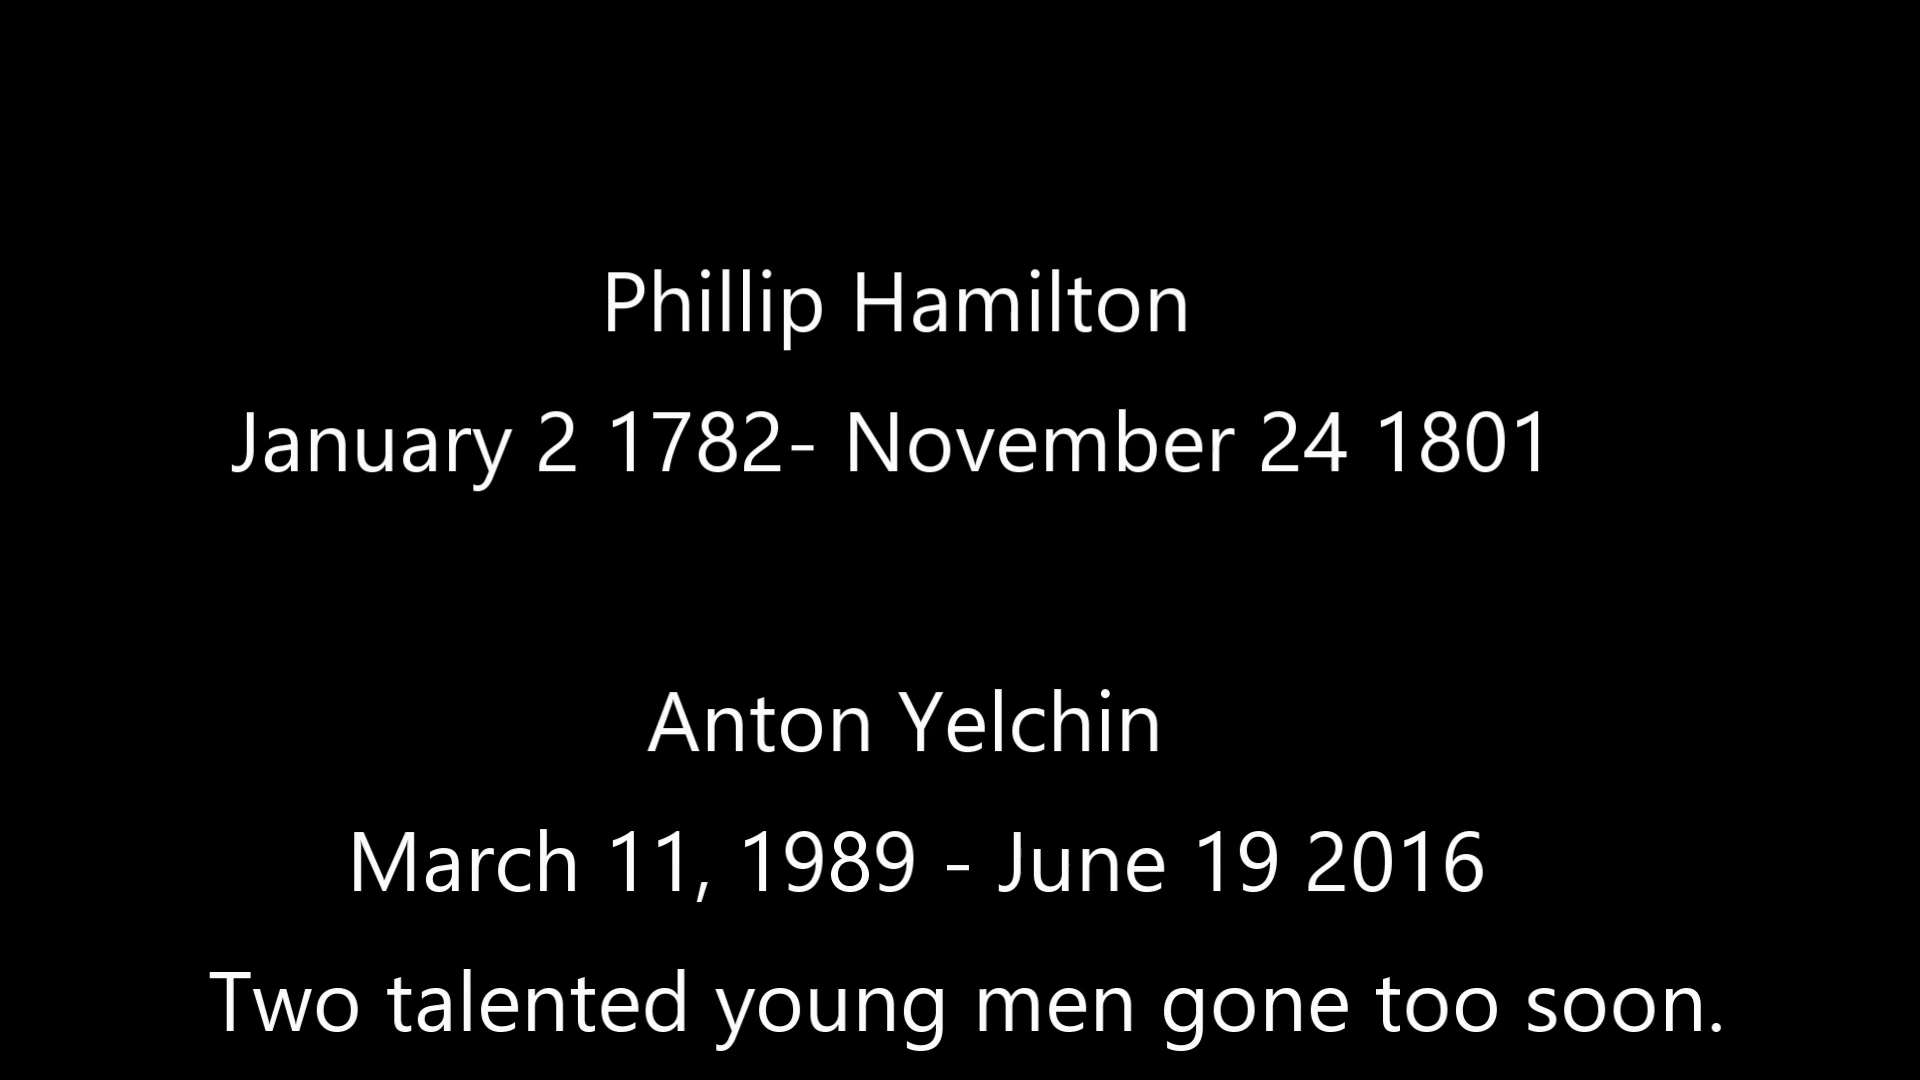 Phillip Hamilton
January 2 1782- November 24 1801
Anton Yelchin
March 11, 1989 - June 19 2016
Two talented young men gone too soon.